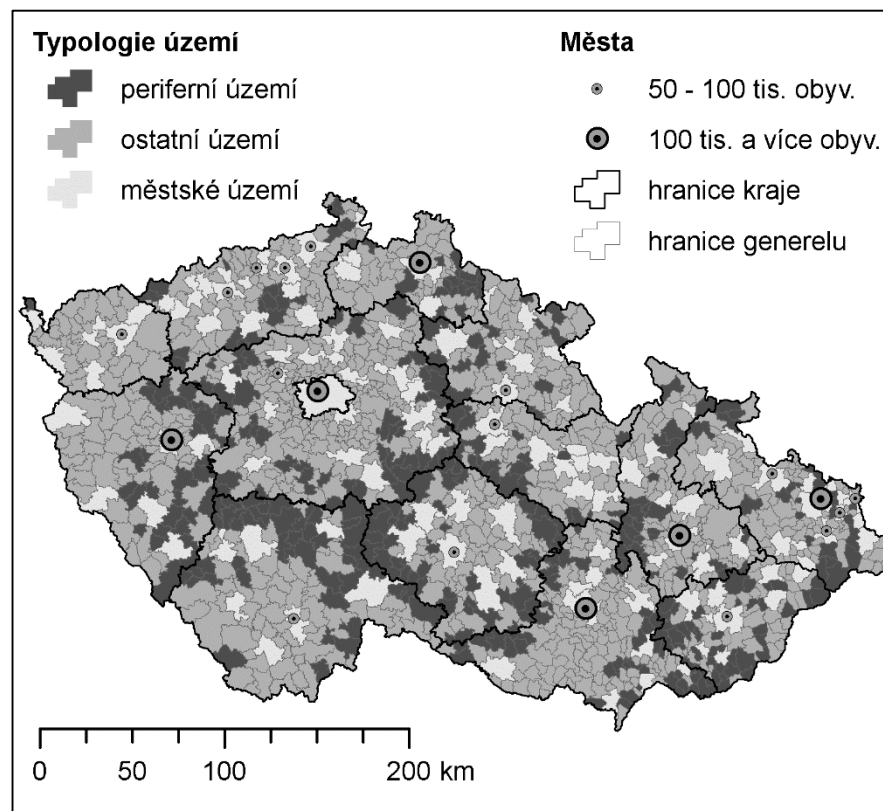 Typologie území
periferní území
ostatní území
městské území
Města
50 - 100 tis. obyv.
100 tis. a více obyv.
hranice kraje
hranice generelu
0 50 100 200 km